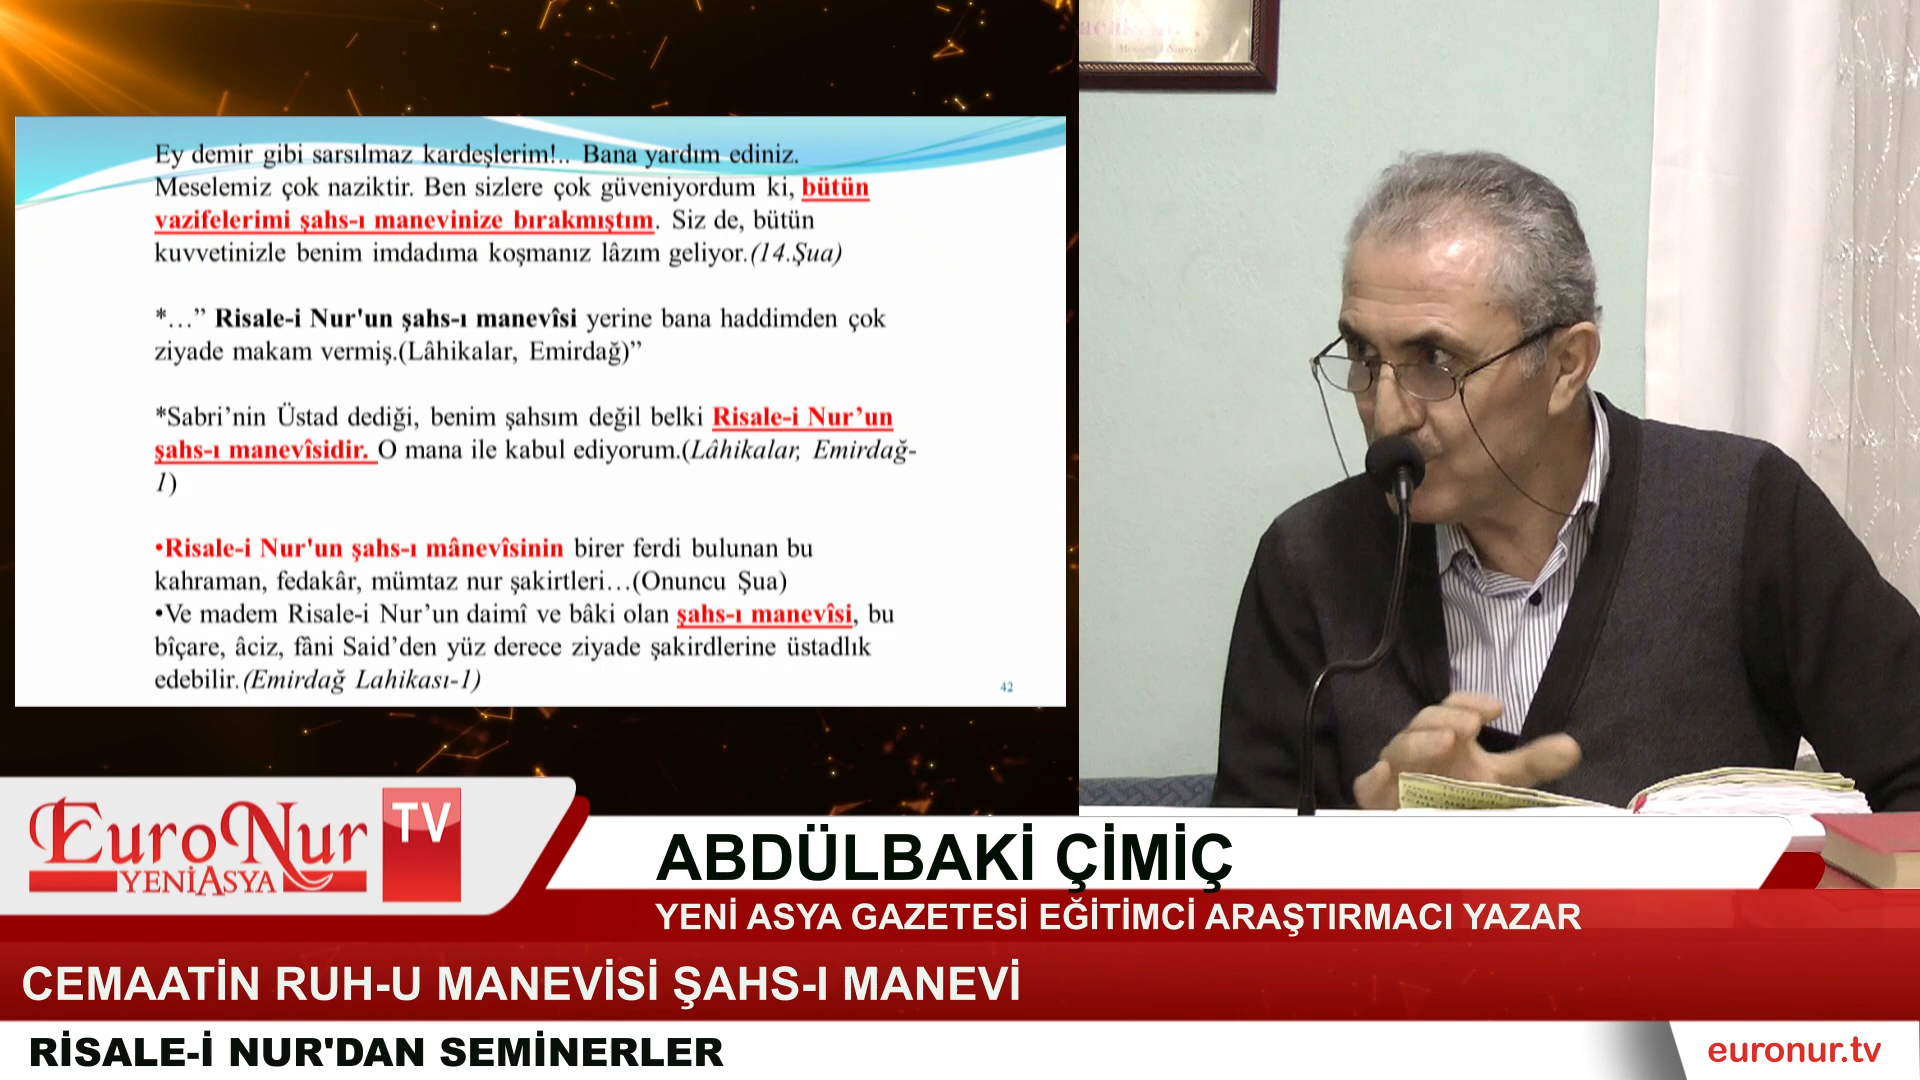 Ey demir gibi sarsılmaz kardeşlerim!.. Bana yardım ediniz.
Meselemiz çok naziktir. Ben sizlere çok güveniyordum ki, bütün
vazifelerimi şahs-ı manevinize bırakmıştım. Siz de, bütün
kuvvetinizle benim imdadıma koşmanız lâzım geliyor.(14.Şua)
*…” Risale-i Nur'un şahs-ı manevîsi yerine bana haddimden çok
ziyade makam vermiş.(Lâhikalar, Emirdağ)”
*Sabri’nin Üstad dediği, benim şahsım değil belki Risale-i Nur’un
şahs-ı manevîsidir. O mana ile kabul ediyorum.(Lâhikalar, Emirdağ-
1)
•Risale-i Nur'un şahs-ı mânevîsinin birer ferdi bulunan bu
kahraman, fedakâr, mümtaz nur şakirtleri…(Onuncu Şua)
•Ve madem Risale-i Nur’un daimî ve bâki olan şahs-ı manevîsi, bu
bîçare, âciz, fâni Said’den yüz derece ziyade şakirdlerine üstadlık
edebilir.(Emirdağ Lahikası-1)
42
EuroNur TV
YENİASYA
ABDÜLBAKİ ÇİMİÇ
YENİ ASYA GAZETESİ EĞİTİMCİ ARAŞTIRMACI YAZAR
CEMAATİN RUH-U MANEVİSİ ŞAHS-I MANEVİ
RİSALE-İ NUR'DAN SEMİNERLER
euronur.tv